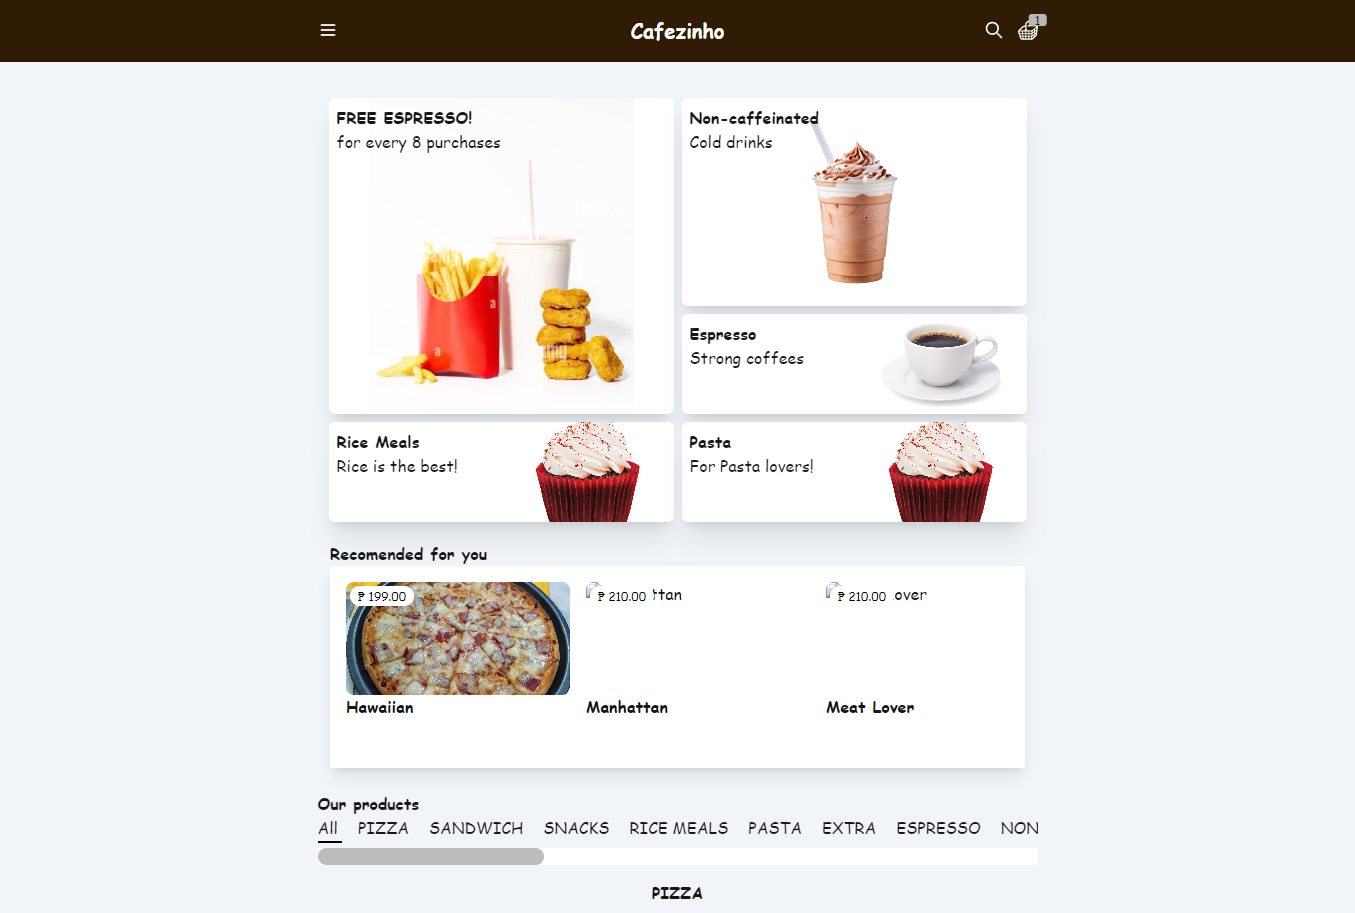 Cafezinho
1
FREE ESPRESSO!
for every 8 purchases
Non-caffeinated
Cold drinks
Espresso
Strong coffees
Rice Meals
Rice is the best!
Pasta
For Pasta lovers!
Recomended for you
₱ 199.00
₱ 210.00 ttan
₱ 210.00 over
Hawaiian
Manhattan
Meat Lover
Our products
All PIZZA SANDWICH SNACKS RICE MEALS PASTA EXTRA ESPRESSO NON
PIZZA